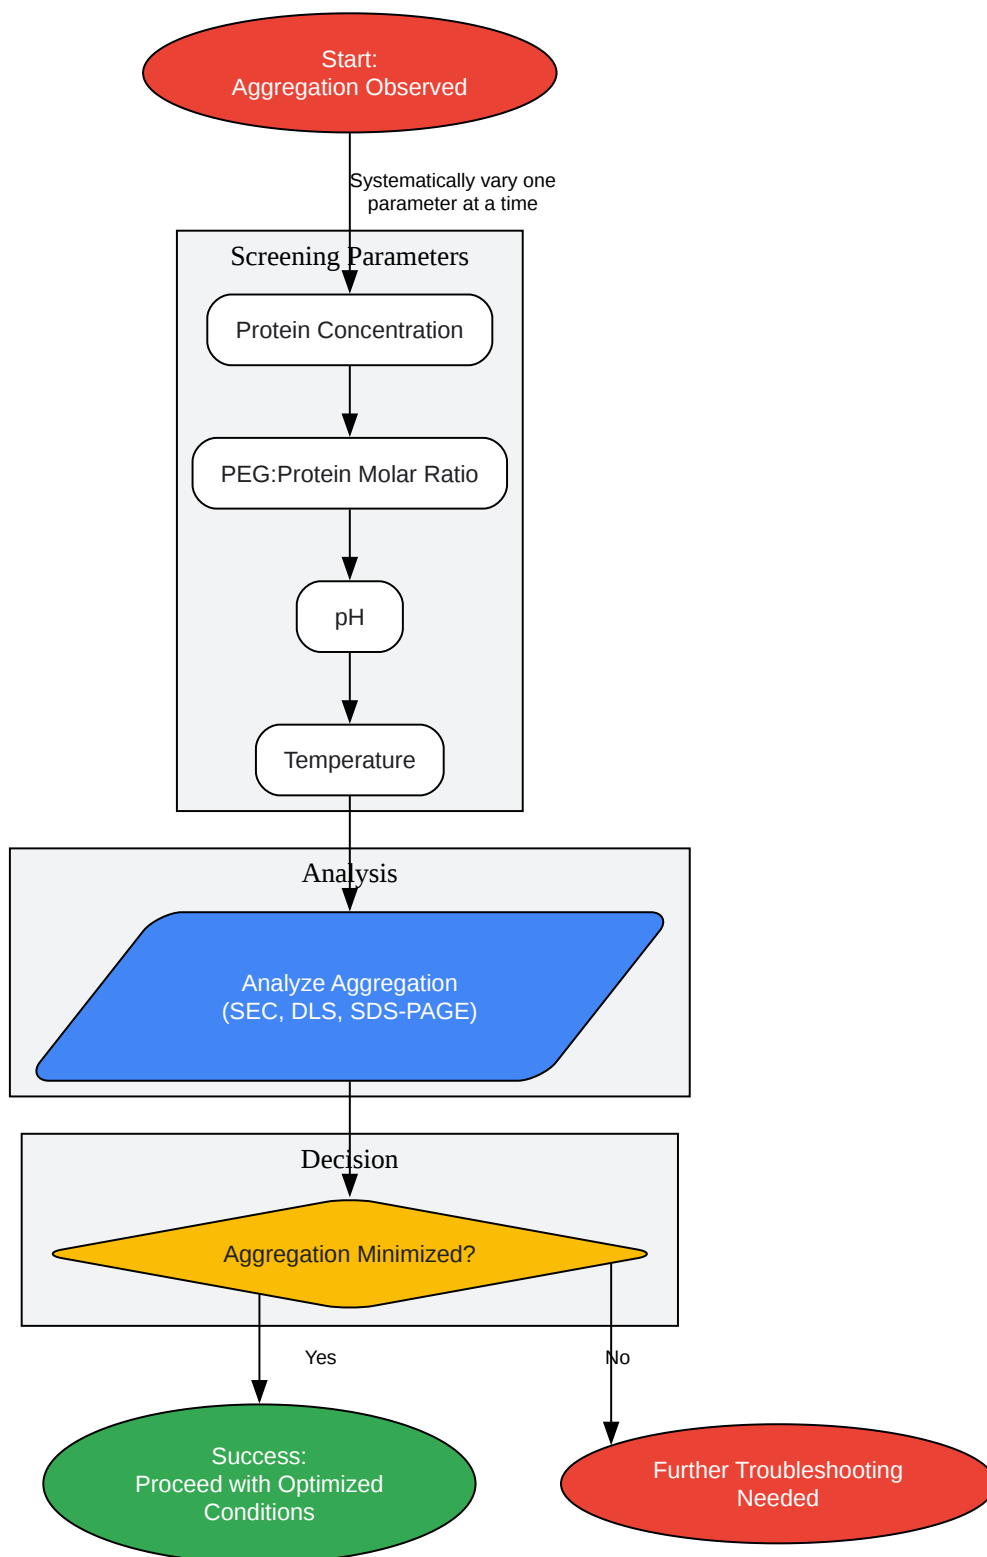 Start:
Aggregation Observed
Systematically vary one
parameter at a time
Screening Parameters
Protein Concentration
PEG:Protein Molar Ratio
pH
Temperature
Analysis
Analyze Aggregation
(SEC, DLS, SDS-PAGE)
Decision
Aggregation Minimized?
Yes
No
Success:
Proceed with Optimized
Conditions
Further Troubleshooting
Needed